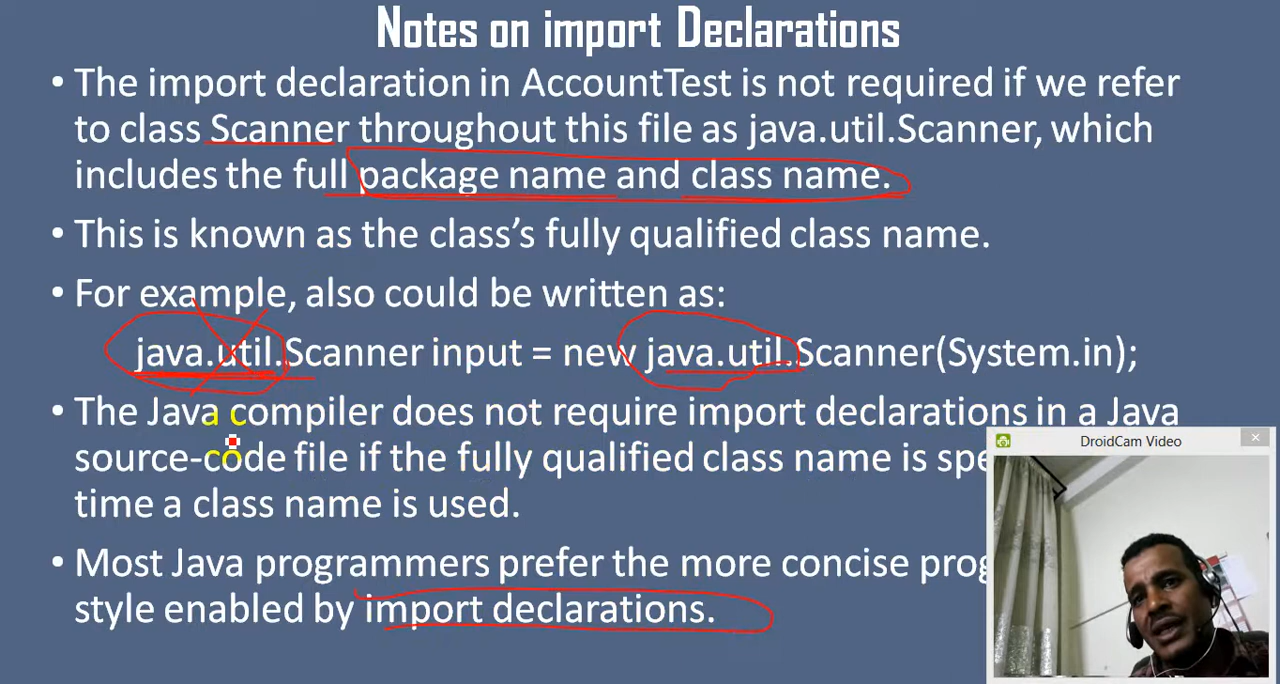 Notes on import Declarations
• The import declaration in AccountTest is not required if we refer
to class Scanner throughout this file as java.util.Scanner, which
includes the full package name and class name.
• This is known as the class’s fully qualified class name.
• For example, also could be written as:
java.util.Scanner input = new java.util.Scanner(System.in);
• The Java compiler does not require import declarations in a Java
source-code file if the fully qualified class name is
time a class name is used.
• Most Java programmers prefer the more concise
style enabled by import declarations.
DroidCam Video